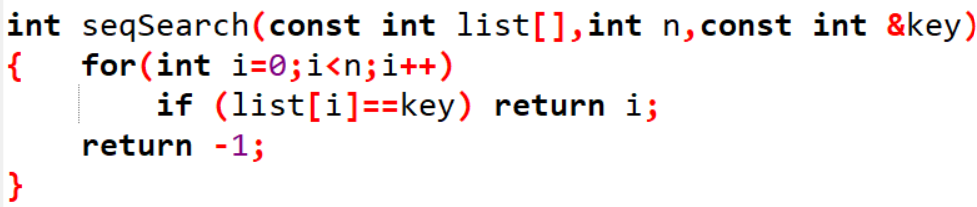 int seqSearch(const int list[],int n,const int &key)
{   for(int i=0;i<n;i++)
        if (list[i]==key) return i;
    return -1;
}